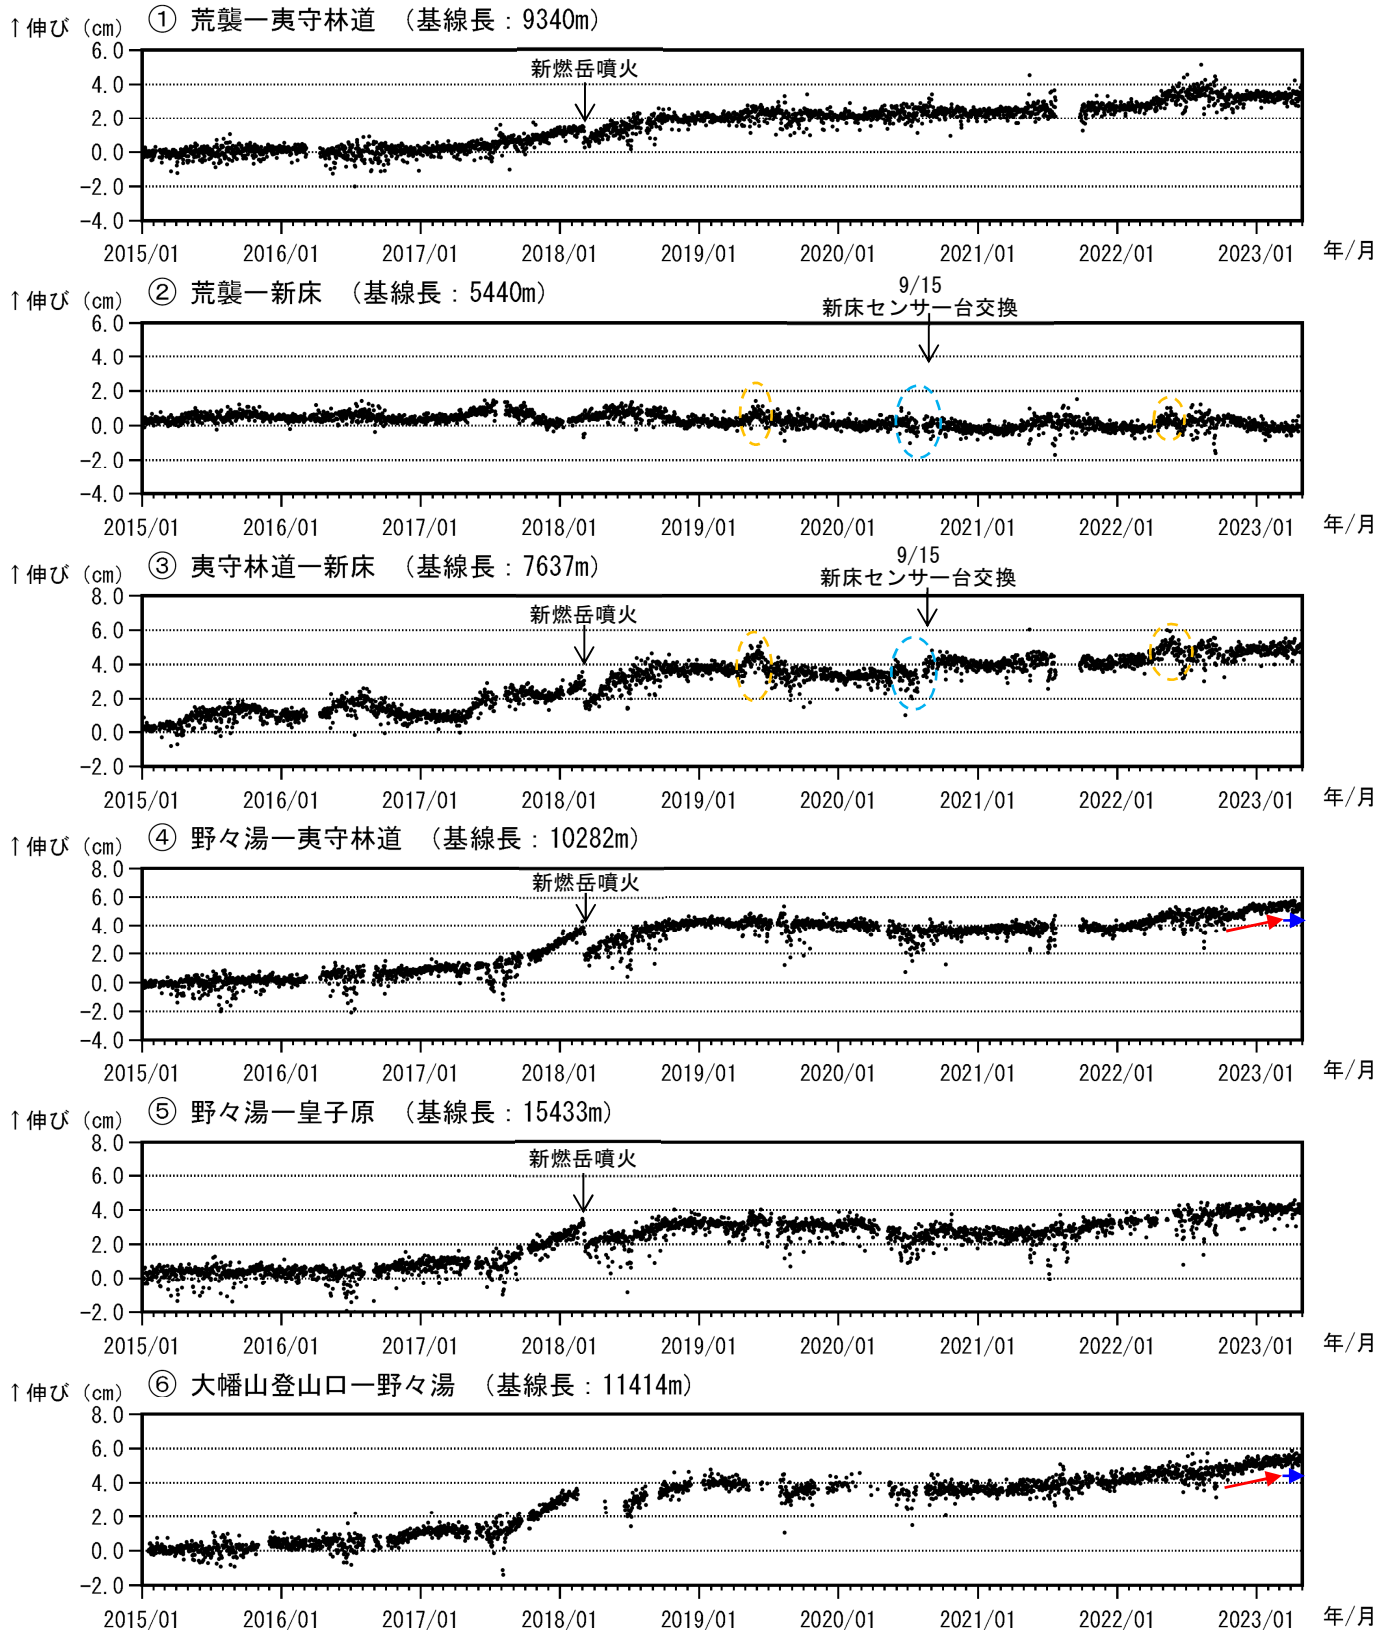 ① 荒襲ー夷守林道 （基線長：9340m）
↑伸び（cm）
6.0
新燃岳噴火
4.0
2.0
0.0
-2.0
-4.0
2015/01 2016/01 2017/01 2018/01 2019/01 2020/01 2021/01 2022/01 2023/01 年/月
② 荒襲ー新床 （基線長：5440m）
↑伸び（cm）
9/15
新床センサー台交換
6.0
4.0
2.0
0.0
-2.0
-4.0
2015/01 2016/01 2017/01 2018/01 2019/01 2020/01 2021/01 2022/01 2023/01 年/月
③ 夷守林道ー新床 （基線長：7637m）
↑伸び（cm）
9/15
新床センサー台交換
8.0
新燃岳噴火
6.0
4.0
2.0
0.0
-2.0
2015/01 2016/01 2017/01 2018/01 2019/01 2020/01 2021/01 2022/01 2023/01 年/月
④ 野々湯ー夷守林道 （基線長：10282m）
↑伸び（cm）
8.0
新燃岳噴火
6.0
4.0
2.0
0.0
-2.0
-4.0
2015/01 2016/01 2017/01 2018/01 2019/01 2020/01 2021/01 2022/01 2023/01 年/月
⑤ 野々湯ー皇子原 （基線長：15433m）
↑伸び（cm）
8.0
新燃岳噴火
6.0
4.0
2.0
0.0
-2.0
2015/01 2016/01 2017/01 2018/01 2019/01 2020/01 2021/01 2022/01 2023/01 年/月
⑥ 大幡山登山口ー野々湯 （基線長：11414m）
↑伸び（cm）
8.0
6.0
4.0
2.0
0.0
-2.0
2015/01 2016/01 2017/01 2018/01 2019/01 2020/01 2021/01 2022/01 2023/01 年/月